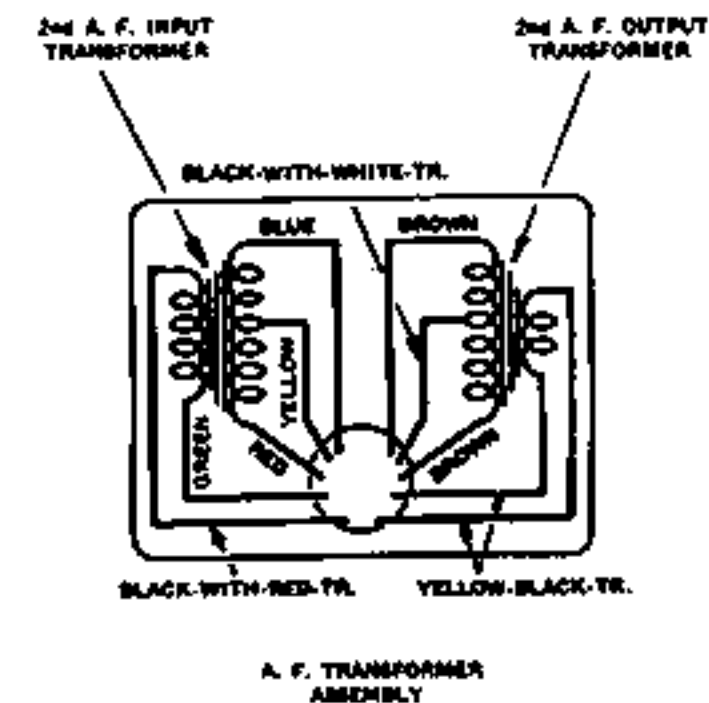 2nd A. F. INPUT
TRANSFORMER
2nd A. F. OUTPUT
TRANSFORMER
BLACK-WITH-WHITE-TR.
BLUE
BROWN
YELLOW
GREEN
RED
BROWN
BLACK-WITH-RED-TR.
YELLOW-BLACK-TR.
A. F. TRANSFORMER
ASSEMBLY